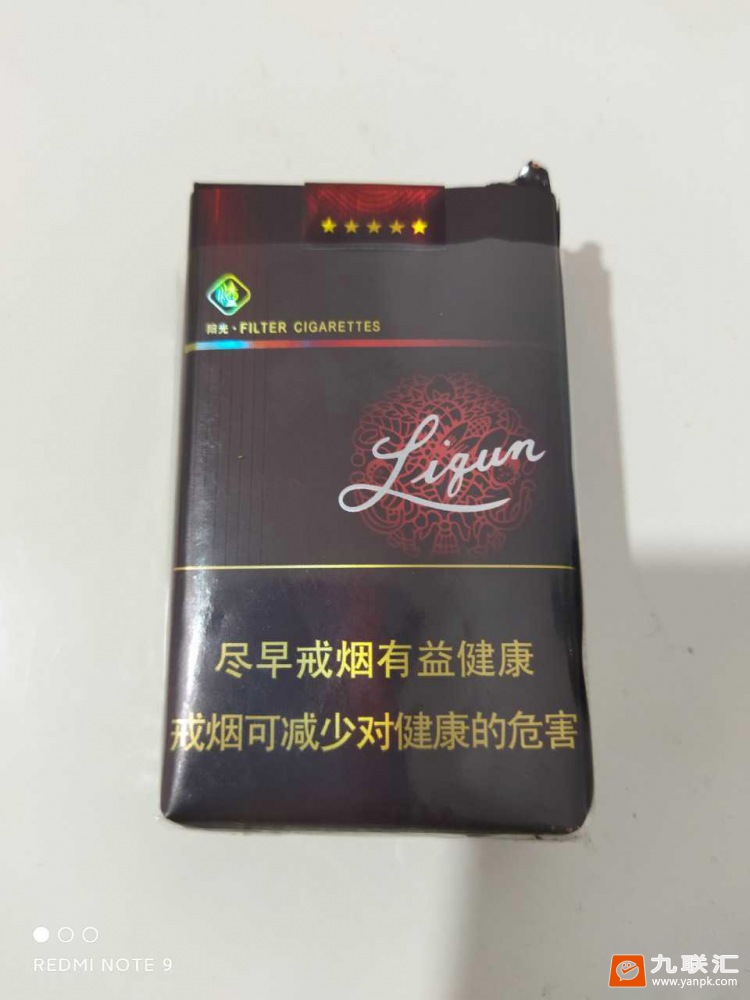 阳光·FILTER CIGARETTES
Liqun
尽早戒烟有益健康
戒烟可减少对健康的危害
REDMI NOTE 9
九联汇
www.yanpk.com